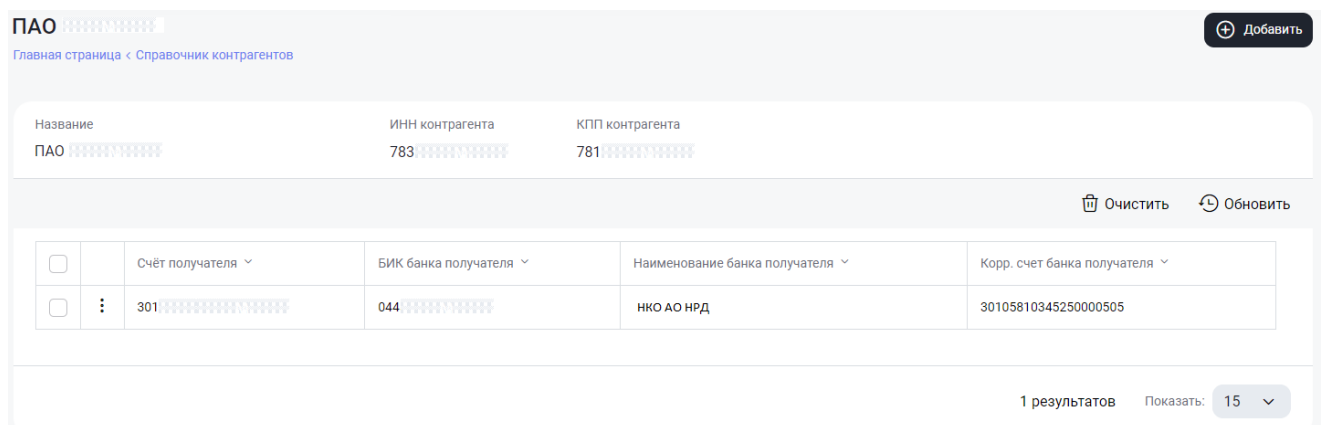 ПАО
Добавить
Главная страница < Справочник контрагентов
Название ИНН контрагента КПП контрагента
ПАО 783 781
Очистить Обновить
Счёт получателя БИК банка получателя Наименование банка получателя Корр. счет банка получателя
301 044 НКО АО НРД 30105810345250000505
1 результатов Показать: 15